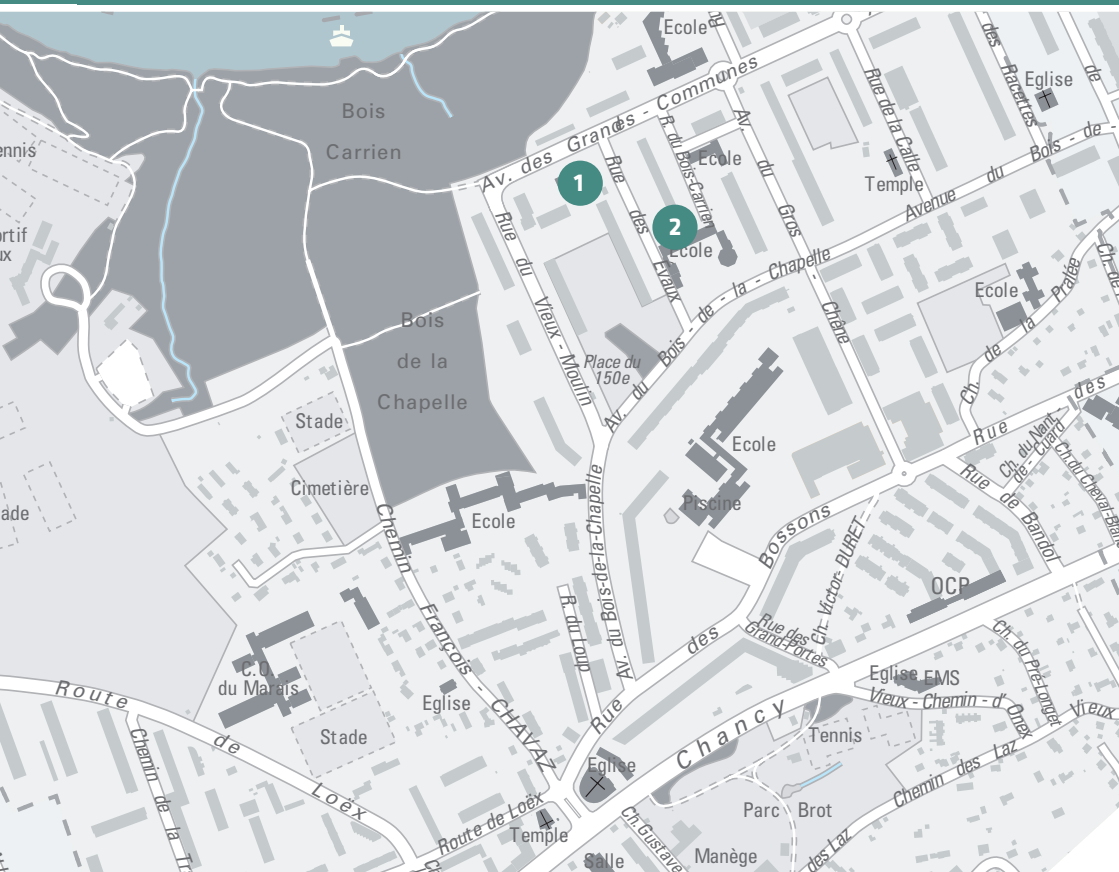 Ecole
Av. des Grandes - Communes
des Racettes
Eglise
de
Bois
Carrien
Rue de la Calle
R. du Bois-Carrien
Ecole
Av. du Gros - Chêne
Temple
Avenue du Bois - de -
1
Rue des Evaux
2
Ecole
Rue du Vieux - Moulin
Av. du Bois - de - la - Chapelle
Ecole
Ch. de la Pralée
Ch. de
Bois
de la
Chapelle
Place du
150e
Stade
Cimetière
Ecole
Piscine
Rue des
Bossons
Ch. du Nant -
de - Cuard
Ch. du Cheval-Blanc
Rue de Bandol
Ecole
Chemin François - CHAVAZ
Av. du Bois-de-la-Chapelle
R. du Loup
Ch. Victor- DURET
OCP
Rue des
Grand-Portes
Rue des
C.O.
du Marais
Eglise
Stade
Route de Loëx
Chemin de la
Eglise EMS
Vieux - Chemin - d' Onex
Ch. du Pré-Longet
Vieux
Chancy
Tennis
Chemin des Laz
Eglise
Route de Loëx
Temple
Parc Brot
Ch.Gustave
des Laz
Salle
Manège